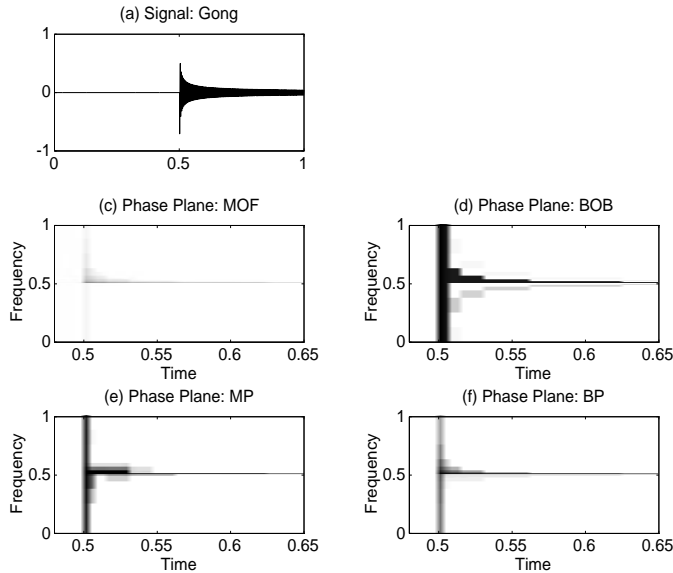 (a) Signal: Gong
1
0
-1
0
0.5
1
(c) Phase Plane: MOF
1
0.5
0
Frequency
0.5
0.55
0.6
0.65
Time
(d) Phase Plane: BOB
1
0.5
0
Frequency
0.5
0.55
0.6
0.65
Time
(e) Phase Plane: MP
1
0.5
0
Frequency
0.5
0.55
0.6
0.65
Time
(f) Phase Plane: BP
1
0.5
0
Frequency
0.5
0.55
0.6
0.65
Time